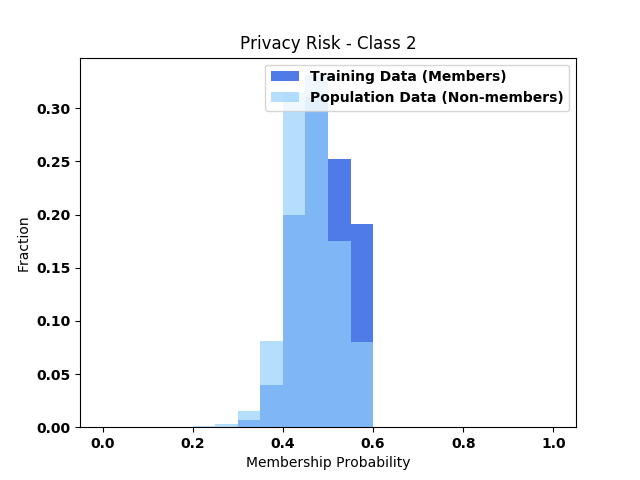 Privacy Risk - Class 2
Training Data (Members)
Population Data (Non-members)
0.30
0.25
0.20
0.15
0.10
0.05
0.00
Fraction
0.0 0.2 0.4 0.6 0.8 1.0
Membership Probability